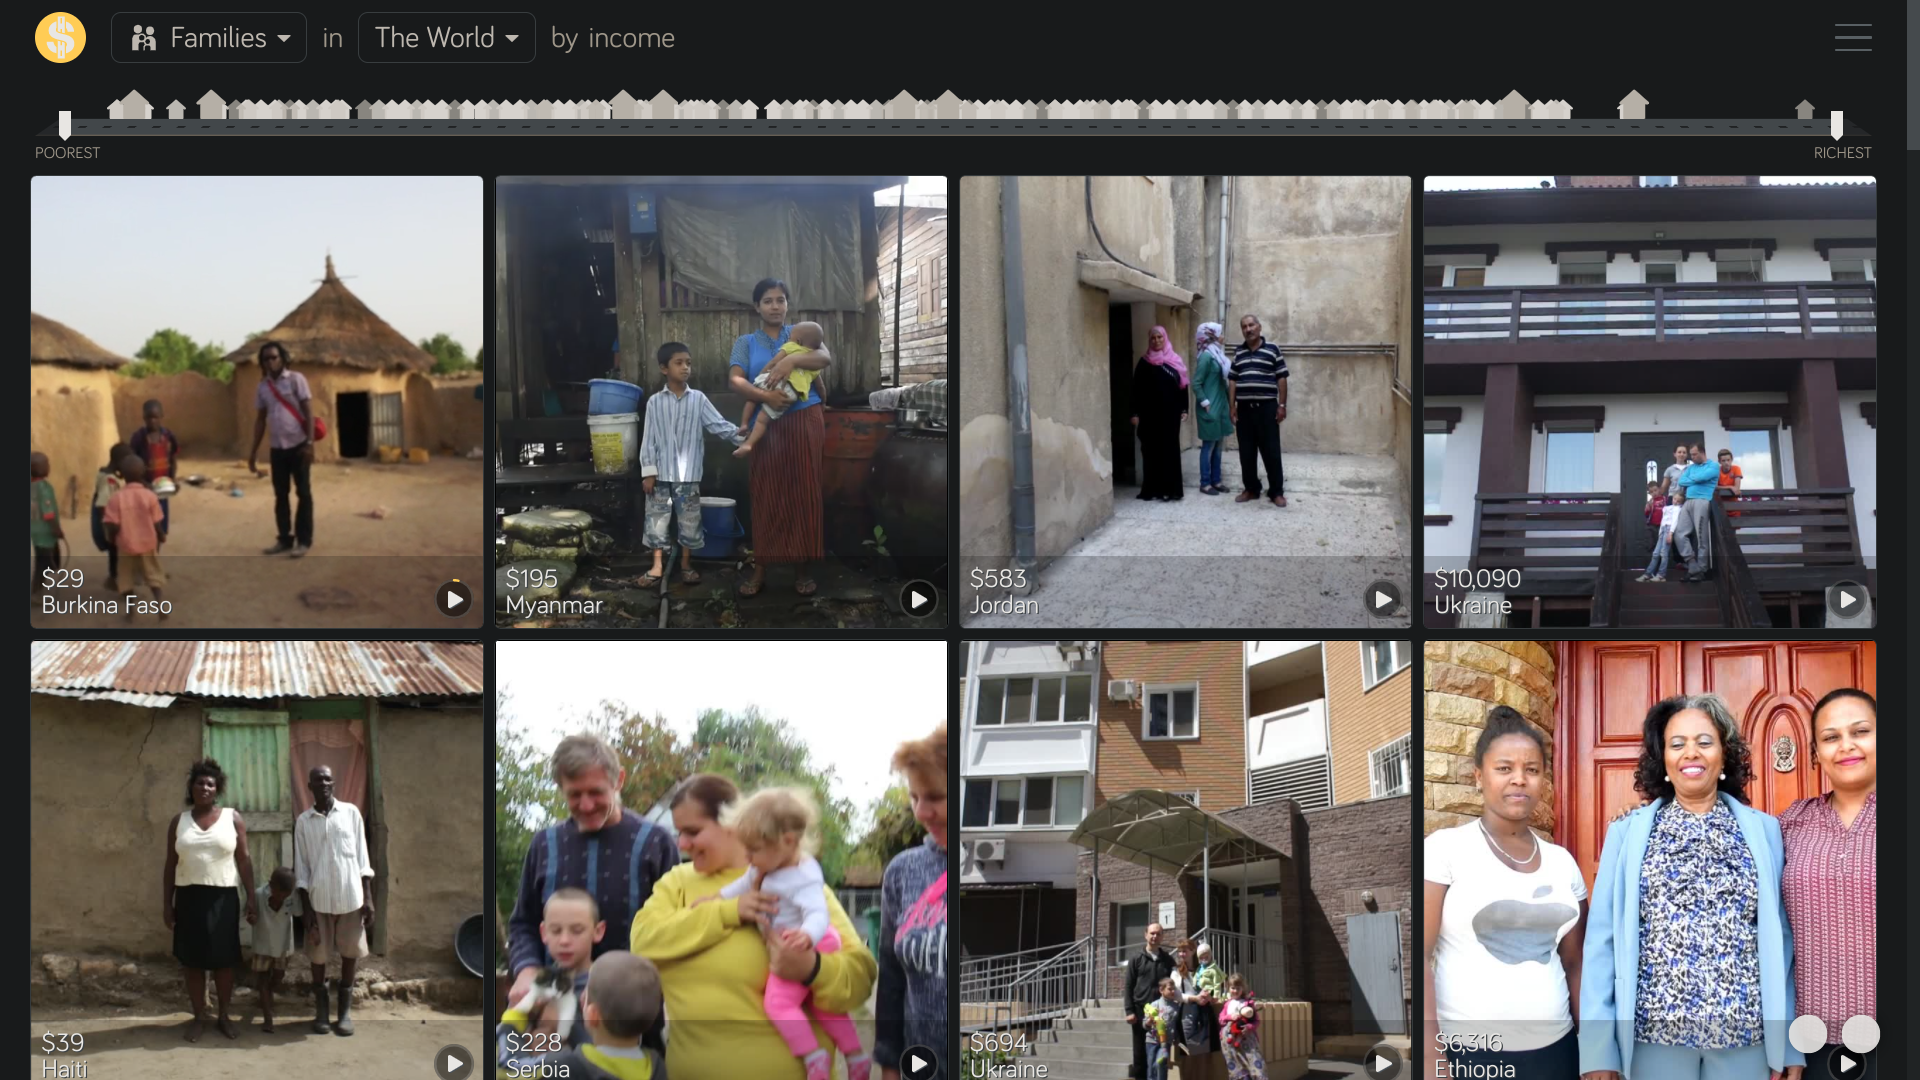 $ Families in The World by income
POOREST RICHEST
$29
Burkina Faso
$195
Myanmar
$583
Jordan
$10,090
Ukraine
1
$39
Haiti
$228
Serbia
$694
Ukraine
$6,316
Ethiopia